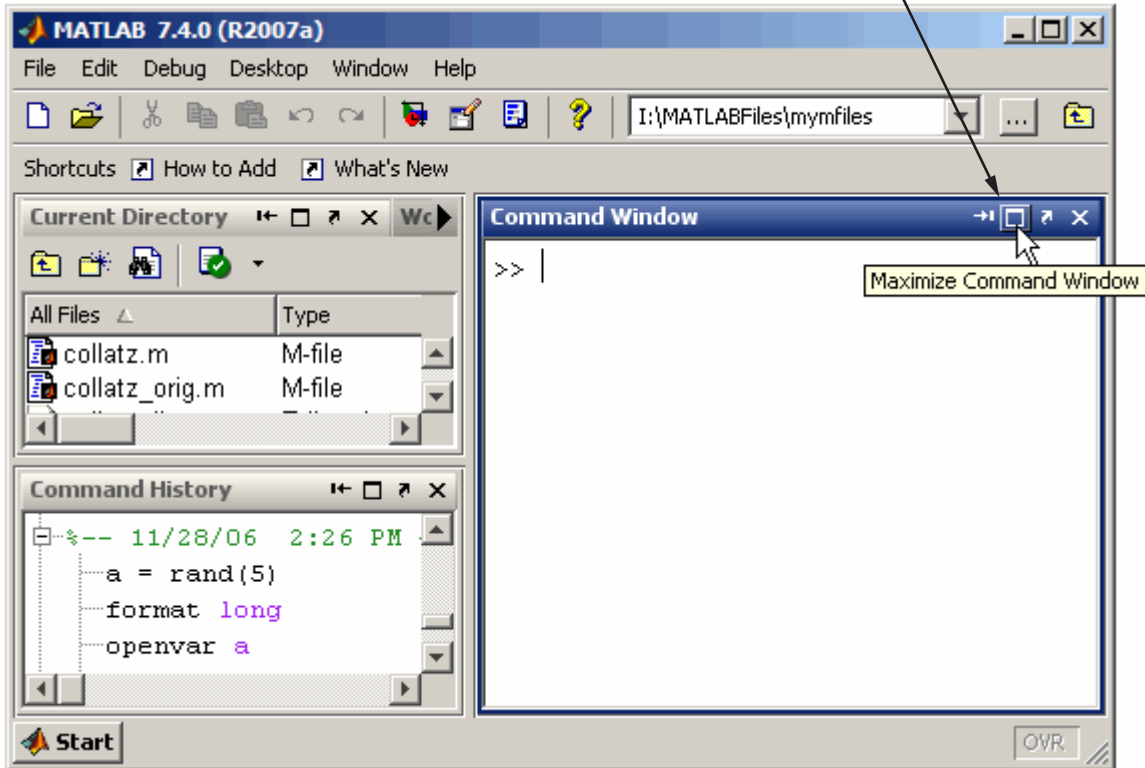 MATLAB 7.4.0 (R2007a)
File Edit Debug Desktop Window Help
I:\MATLABFiles\mymfiles ...
Shortcuts How to Add What's New
Current Directory
All Files Type
collatz.m M-file
collatz_orig.m M-file
Command History
%-- 11/28/06 2:26 PM
a = rand(5)
format long
openvar a
Command Window
>>
Maximize Command Window
Start
OVR